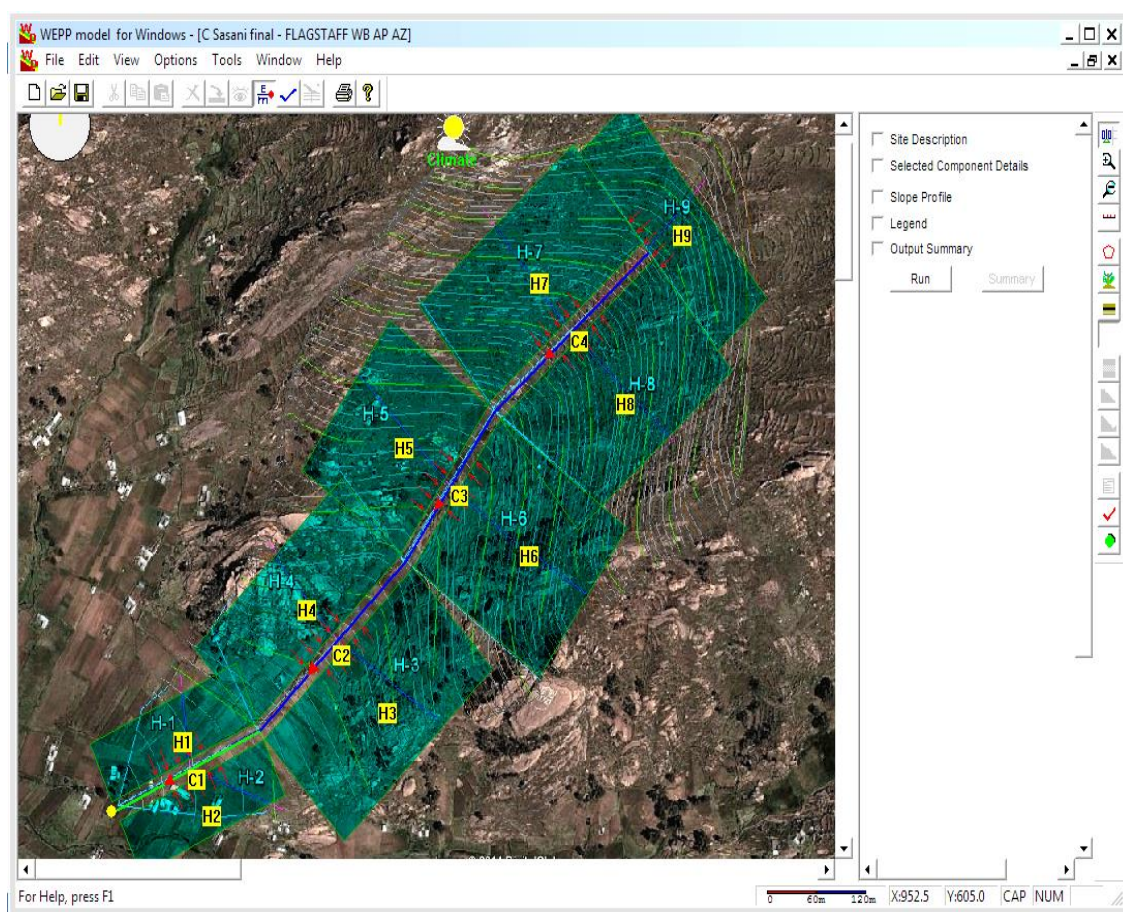 WEPP model for Windows - [C Sasani final - FLAGSTAFF WB AP AZ]
File Edit View Options Tools Window Help
Climate
Site Description
Selected Component Details
Slope Profile
Legend
Output Summary
Run Summary
H-9
H9
H-7
H7
C4
H-8
H8
H-5
H5
C3
H-6
H6
H-4
H4
C2
H-3
H3
H-1
H1
C1
H-2
H2
For Help, press F1
0 60m 120m X:952.5 Y:605.0 CAP NUM